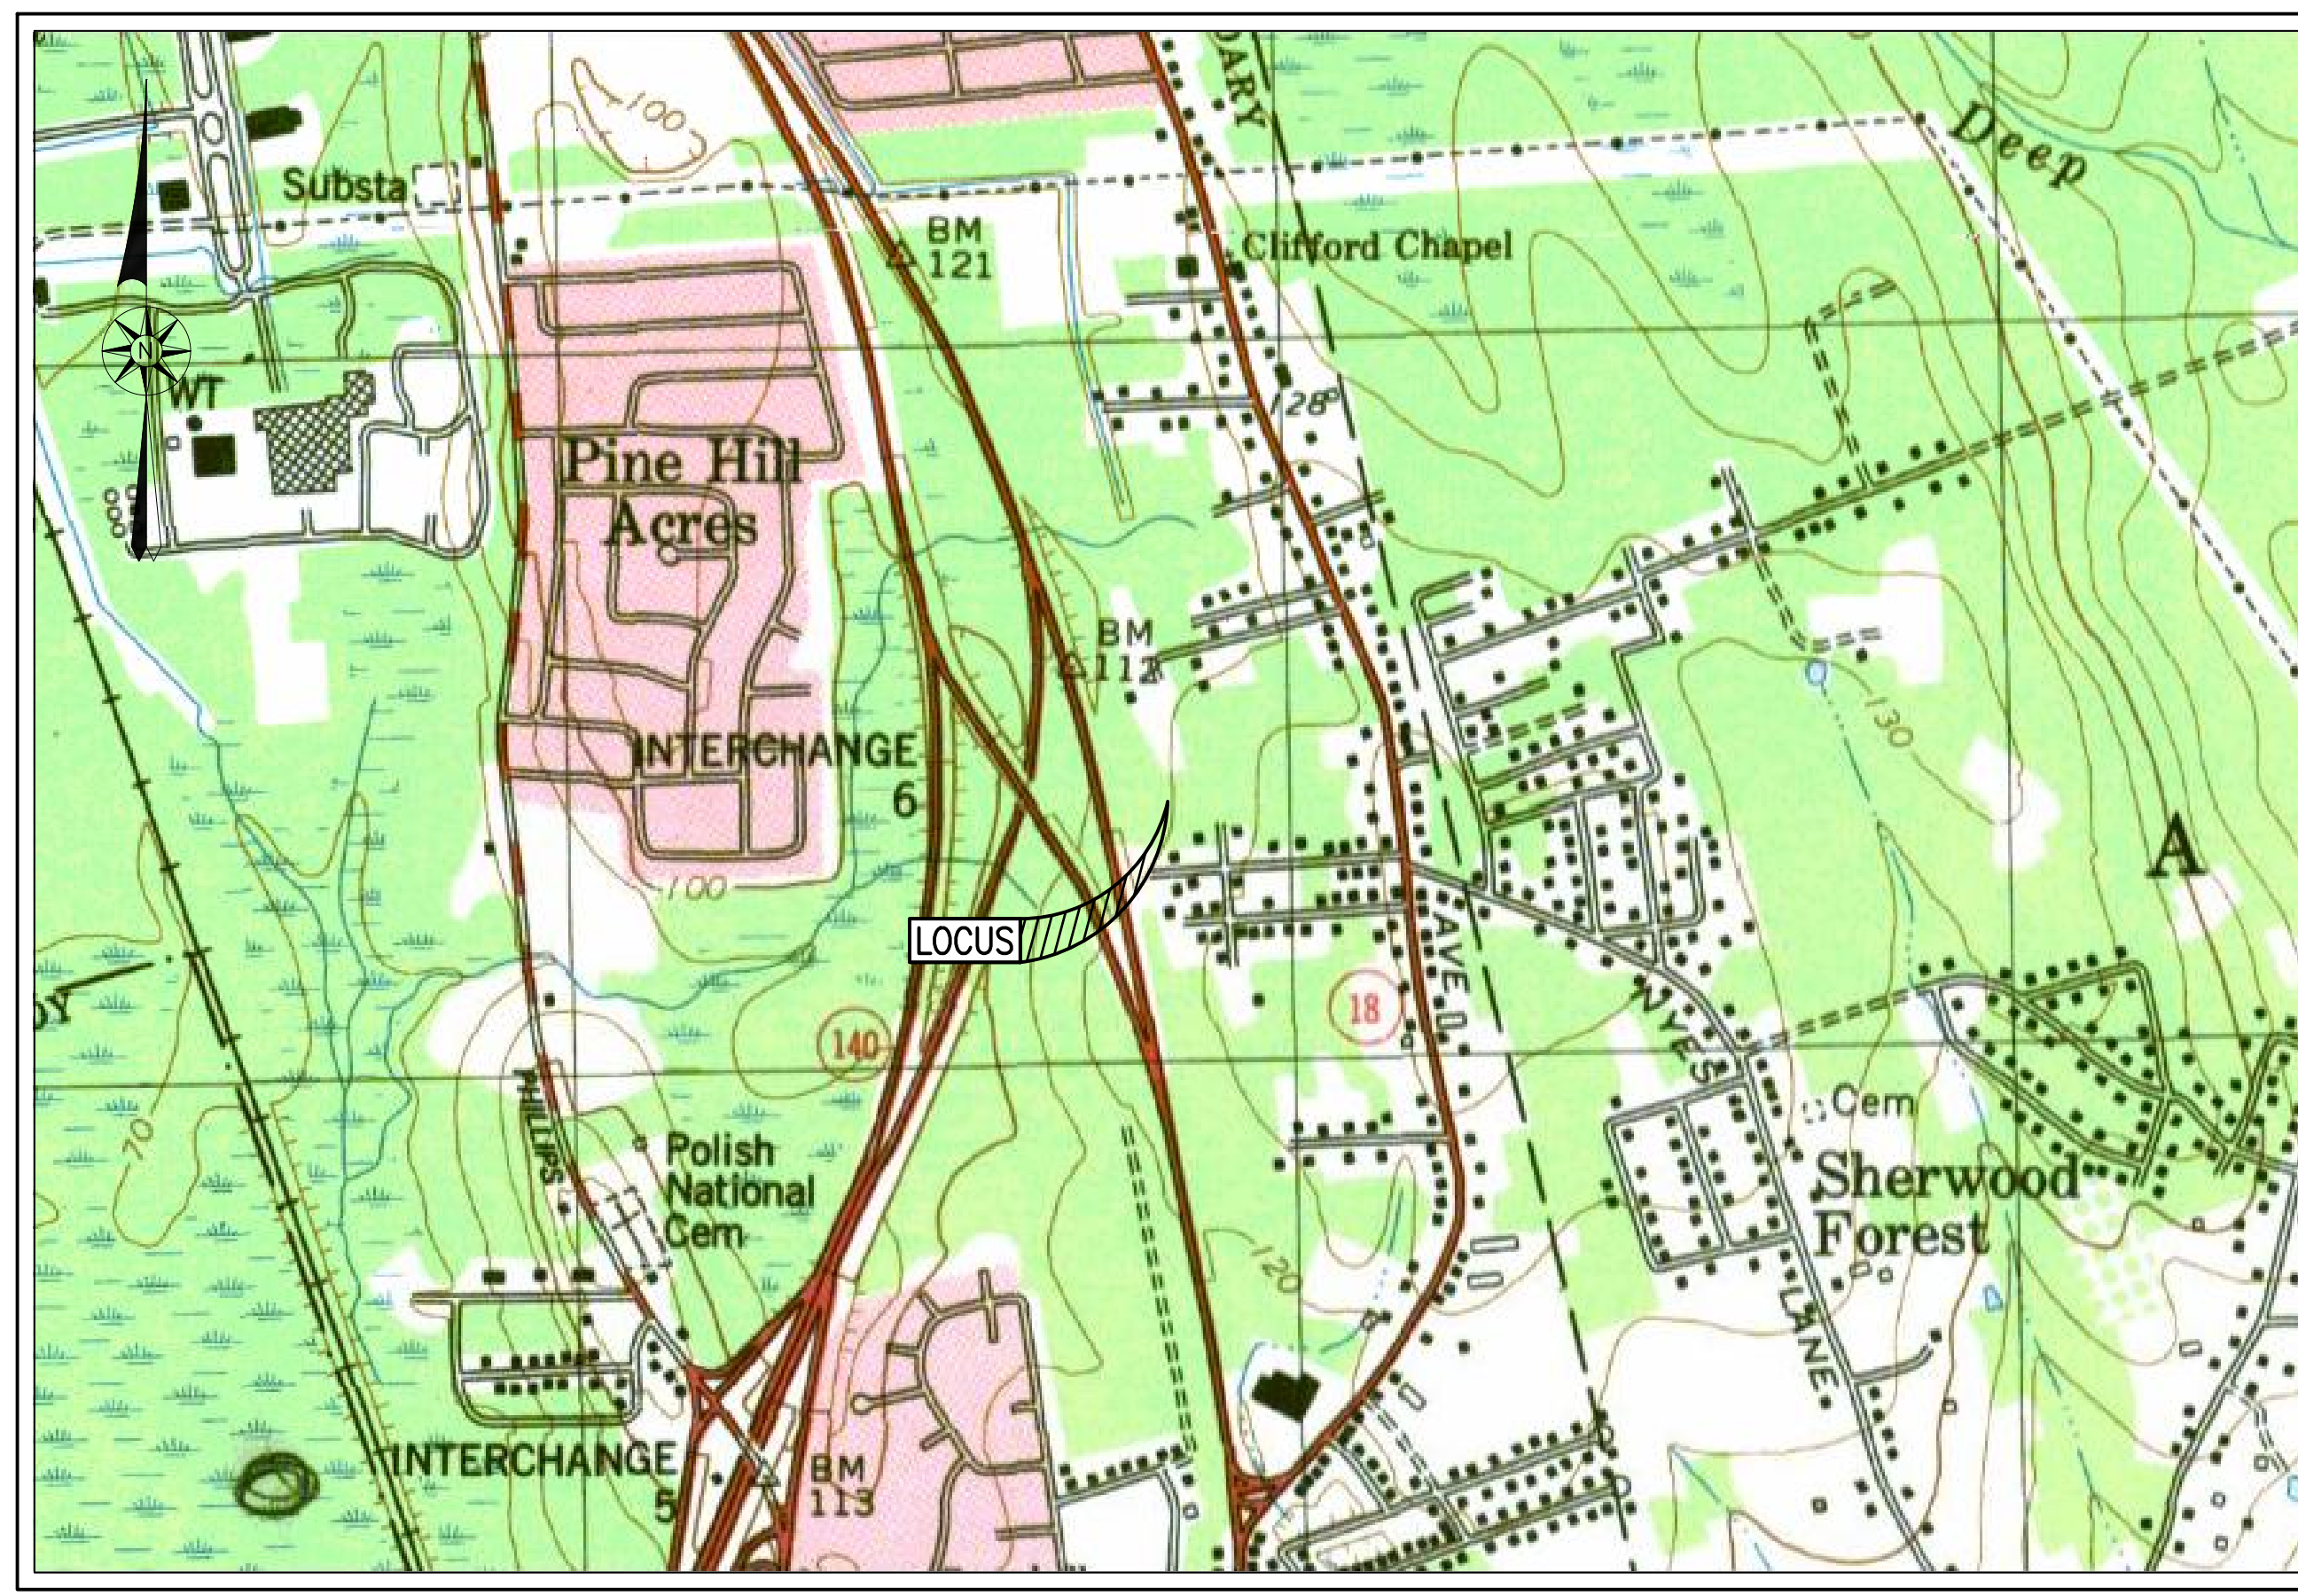 DARY
100
Deep
Substa
BM
121
Clifford Chapel
N
WT
128
Pine Hill
Acres
BM
112
130
INTERCHANGE
6
A
100
LOCUS
AVE
18
NYES
140
PHILLIPS
Cem
70
Polish
National
Cem
Sherwood
Forest
120
LANE
INTERCHANGE
5
BM
113